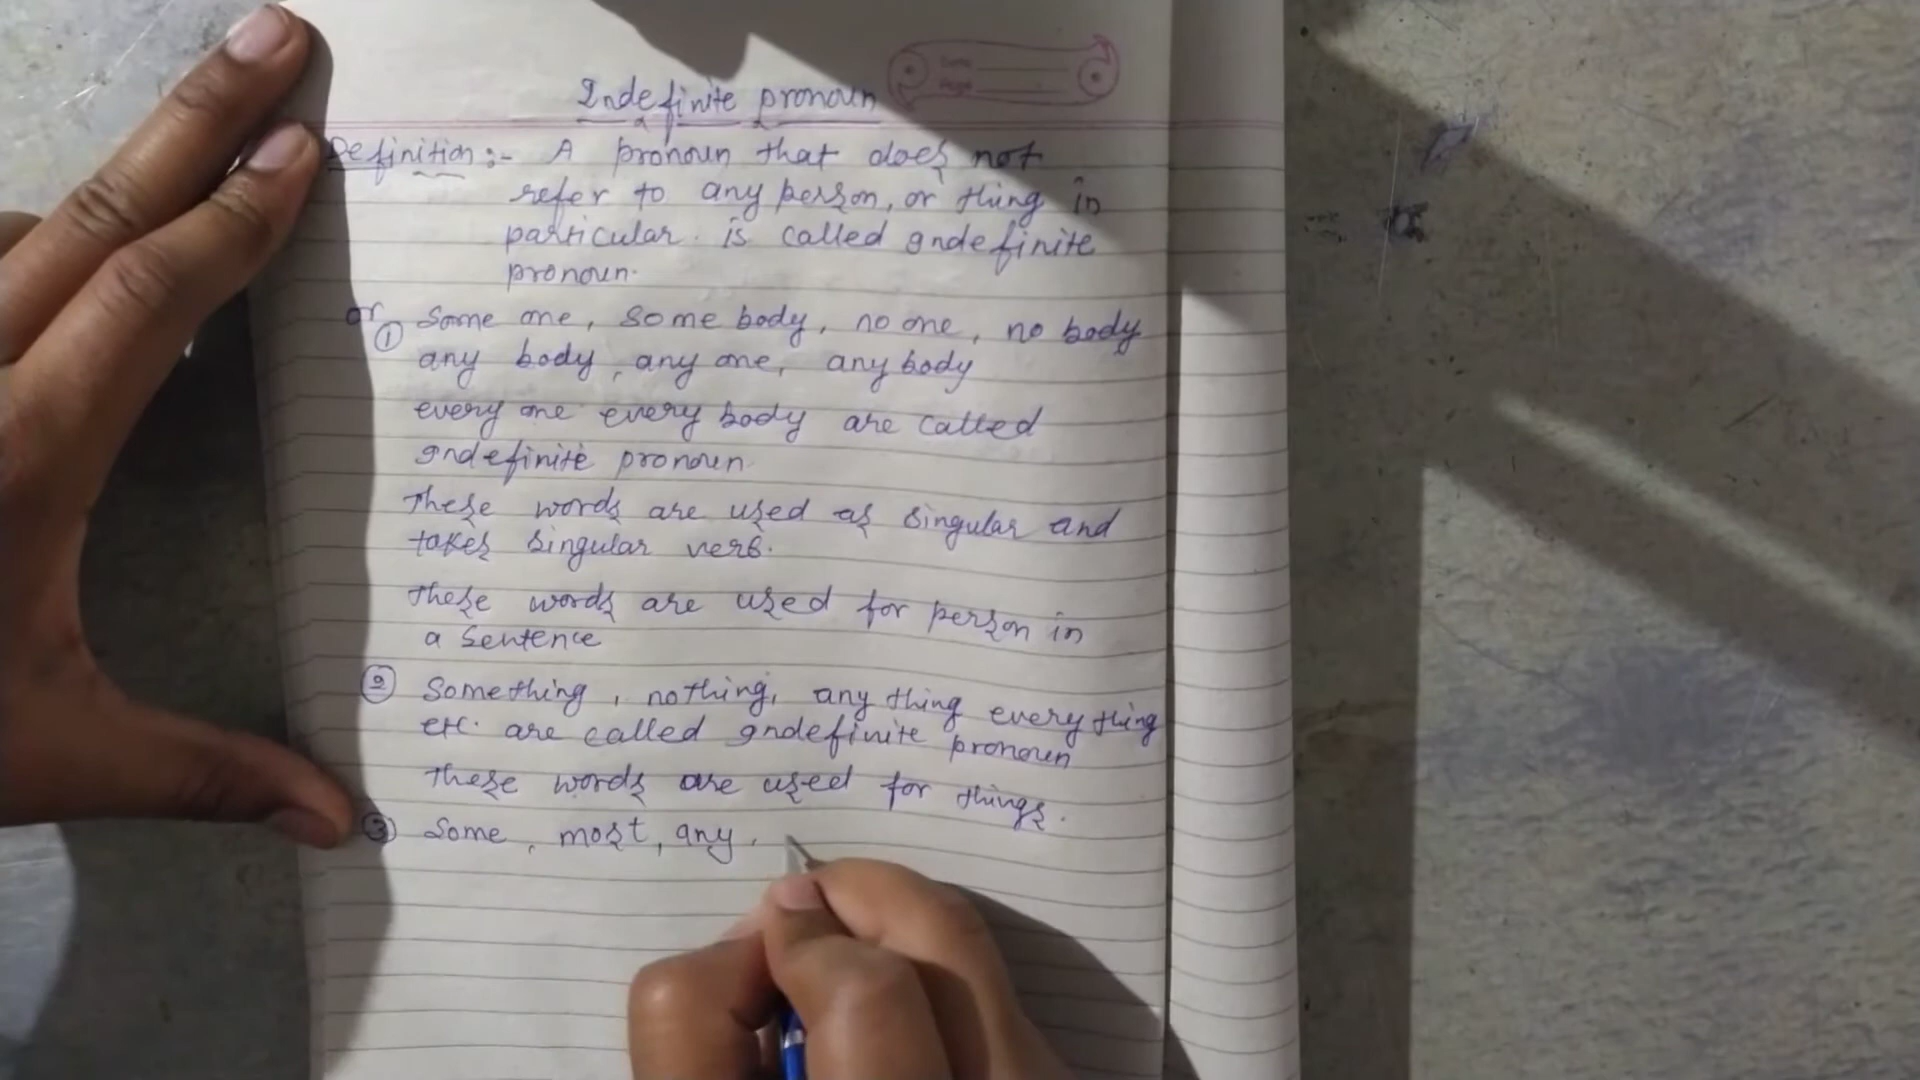 Indefinite pronoun
Definition:- A pronoun that does not
refer to any person, or thing in
particular. is called indefinite
pronoun.
or
① Some one, some body, no one, no body
any body, any one, any body
every one every body are called
indefinite pronoun.
These words are used as singular and
takes singular verb.
These words are used for person in
a sentence
② Something, nothing, any thing every thing
etc. are called indefinite pronoun
These words are used for things.
③ Some, most, any,